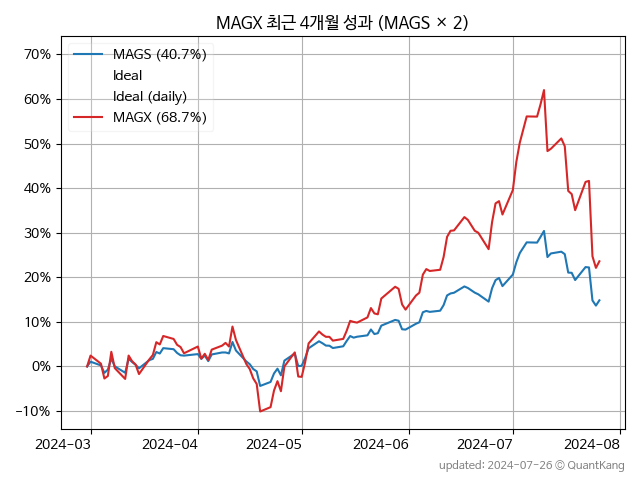 MAGX 최근 4개월 성과 (MAGS × 2)
70%
60%
50%
40%
30%
20%
10%
0%
−10%
MAGS (40.7%)
Ideal
Ideal (daily)
MAGX (68.7%)
2024-03
2024-04
2024-05
2024-06
2024-07
2024-08
updated: 2024-07-26 © QuantKang